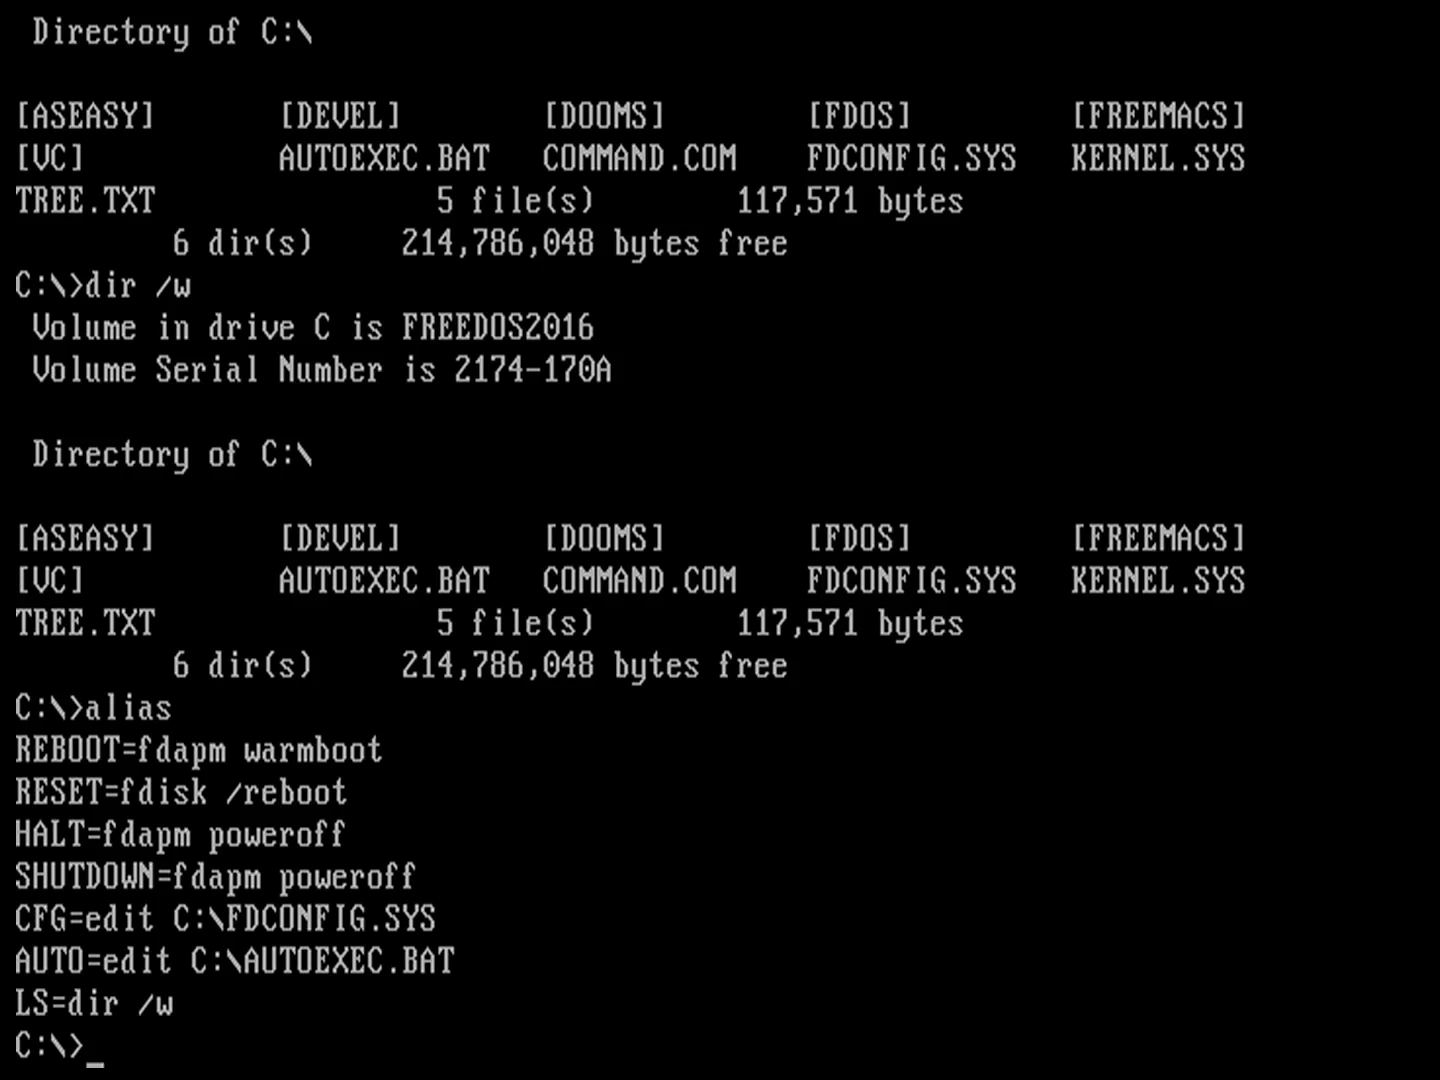 Directory of C:\
[ASEASY] [DEVEL] [DOOMS] [FDOS] [FREEMACS]
[VC] AUTOEXEC.BAT COMMAND.COM FDCONFIG.SYS KERNEL.SYS
TREE.TXT 5 file(s) 117,571 bytes
6 dir(s) 214,786,048 bytes free
C:\>dir /w
Volume in drive C is FREEDOS2016
Volume Serial Number is 2174-170A
Directory of C:\
[ASEASY] [DEVEL] [DOOMS] [FDOS] [FREEMACS]
[VC] AUTOEXEC.BAT COMMAND.COM FDCONFIG.SYS KERNEL.SYS
TREE.TXT 5 file(s) 117,571 bytes
6 dir(s) 214,786,048 bytes free
C:\>alias
REBOOT=fdapm warmboot
RESET=fdisk /reboot
HALT=fdapm poweroff
SHUTDOWN=fdapm poweroff
CFG=edit C:\FDCONFIG.SYS
AUTO=edit C:\AUTOEXEC.BAT
LS=dir /w
C:\>_